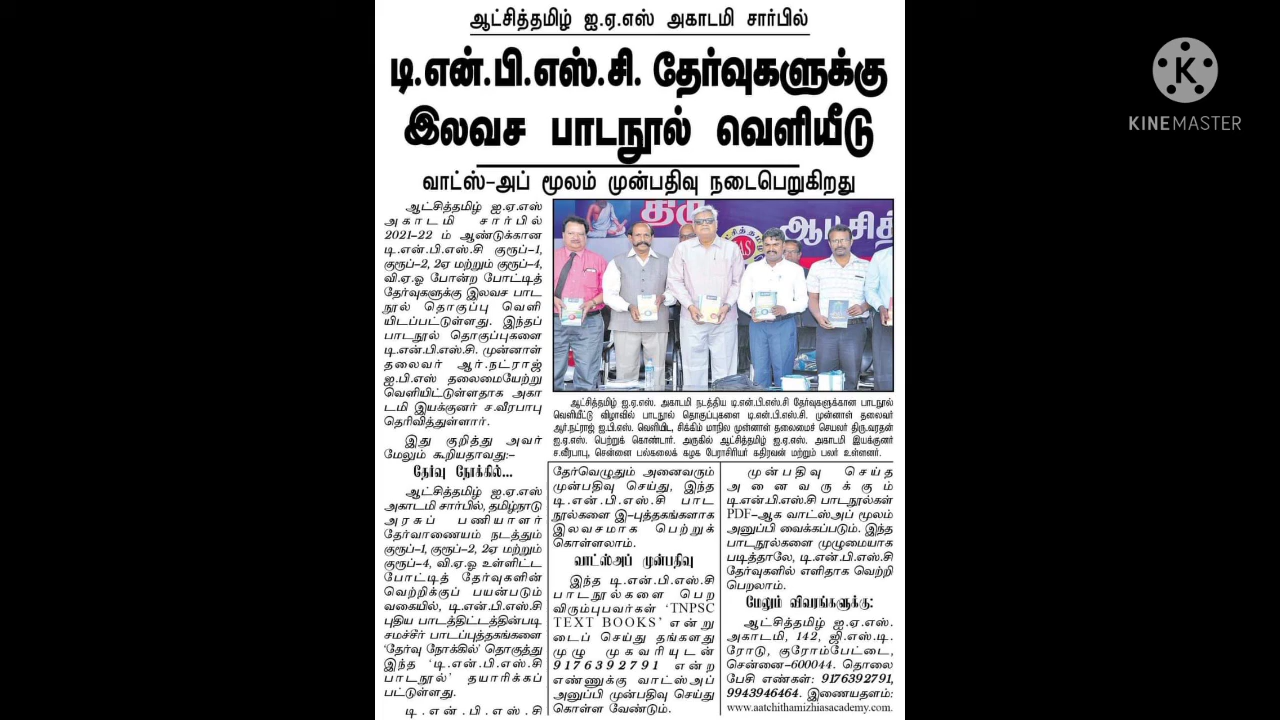 ஆட்சித்தமிழ் ஐ.ஏ.எஸ் அகாடமி சார்பில்
டி.என்.பி.எஸ்.சி. தேர்வுகளுக்கு
இலவச பாடநூல் வெளியீடு
வாட்ஸ்-அப் மூலம் முன்பதிவு நடைபெறுகிறது
ஆட்சித்தமிழ் ஐ.ஏ.எஸ்
அகாடமி சார்பில்
2021-22 ம் ஆண்டுக்கான
டி.என்.பி.எஸ்.சி குரூப்-1,
குரூப்-2, 2ஏ மற்றும் குரூப்-4,
வி.ஏ.ஓ போன்ற போட்டித்
தேர்வுகளுக்கு இலவச பாட
நூல் தொகுப்பு வெளி
யிடப்பட்டுள்ளது. இந்தப்
பாடநூல் தொகுப்புகளை
டி.என்.பி.எஸ்.சி. முன்னாள்
தலைவர் ஆர்.நட்ராஜ்
ஐ.பி.எஸ் தலைமையேற்று
வெளியிட்டுள்ளதாக அகா
டமி இயக்குனர் ச.வீரபாபு
தெரிவித்துள்ளார்.
இது குறித்து அவர்
மேலும் கூறியதாவது:-
தேர்வு நோக்கில்...
ஆட்சித்தமிழ் ஐ.ஏ.எஸ்
அகாடமி சார்பில், தமிழ்நாடு
அரசுப் பணியாளர்
தேர்வாணையம் நடத்தும்
குரூப்-1, குரூப்-2, 2ஏ மற்றும்
குரூப்-4, வி.ஏ.ஓ உள்ளிட்ட
போட்டித் தேர்வுகளின்
வெற்றிக்குப் பயன்படும்
வகையில், டி.என்.பி.எஸ்.சி
புதிய பாடத்திட்டத்தின்படி
சமச்சீர் பாடப்புத்தகங்களை
'தேர்வு நோக்கில்' தொகுத்து
இந்த 'டி.என்.பி.எஸ்.சி
பாடநூல்' தயாரிக்கப்
பட்டுள்ளது.
டி.என்.பி.எஸ்.சி
திரு
ஆட்சித்
IAS
ஆட்சித்தமிழ் ஐ.ஏ.எஸ். அகாடமி நடத்திய டி.என்.பி.எஸ்.சி தேர்வுகளுக்கான பாடநூல்
வெளியீட்டு விழாவில் பாடநூல் தொகுப்புகளை டி.என்.பி.எஸ்.சி. முன்னாள் தலைவர்
ஆர்.நட்ராஜ் ஐ.பி.எஸ். வெளியிட, சிக்கிம் மாநில முன்னாள் தலைமைச் செயலர் திரு.வரதன்
ஐ.ஏ.எஸ். பெற்றுக் கொண்டார். அருகில் ஆட்சித்தமிழ் ஐ.ஏ.எஸ். அகாடமி இயக்குனர்
ச.வீரபாபு, சென்னை பல்கலைக் கழக பேராசிரியர் கதிரவன் மற்றும் பலர் உள்ளனர்.
தேர்வெழுதும் அனைவரும்
முன்பதிவு செய்து, இந்த
டி.என்.பி.எஸ்.சி பாட
நூல்களை இ-புத்தகங்களாக
இலவசமாக பெற்றுக்
கொள்ளலாம்.
வாட்ஸ்அப் முன்பதிவு
இந்த டி.என்.பி.எஸ்.சி
பாடநூல்களை பெற
விரும்புபவர்கள் 'TNPSC
TEXT BOOKS' என்று
டைப் செய்து தங்களது
முழு முகவரியுடன்
9176392791 என்ற
எண்ணுக்கு வாட்ஸ்அப்
அனுப்பி முன்பதிவு செய்து
கொள்ள வேண்டும்.
முன்பதிவு செய்த
அனைவருக்கும்
டி.என்.பி.எஸ்.சி பாடநூல்கள்
PDF-ஆக வாட்ஸ்அப் மூலம்
அனுப்பி வைக்கப்படும். இந்த
பாடநூல்களை முழுமையாக
படித்தாலே, டி.என்.பி.எஸ்.சி
தேர்வுகளில் எளிதாக வெற்றி
பெறலாம்.
மேலும் விவரங்களுக்கு:
ஆட்சித்தமிழ் ஐ.ஏ.எஸ்.
அகாடமி, 142, ஜி.எஸ்.டி.
ரோடு, குரோம்பேட்டை,
சென்னை-600044. தொலை
பேசி எண்கள்: 9176392791,
9943946464. இணையதளம்:
www.aatchithamizhiasacademy.com.
K
KINEMASTER